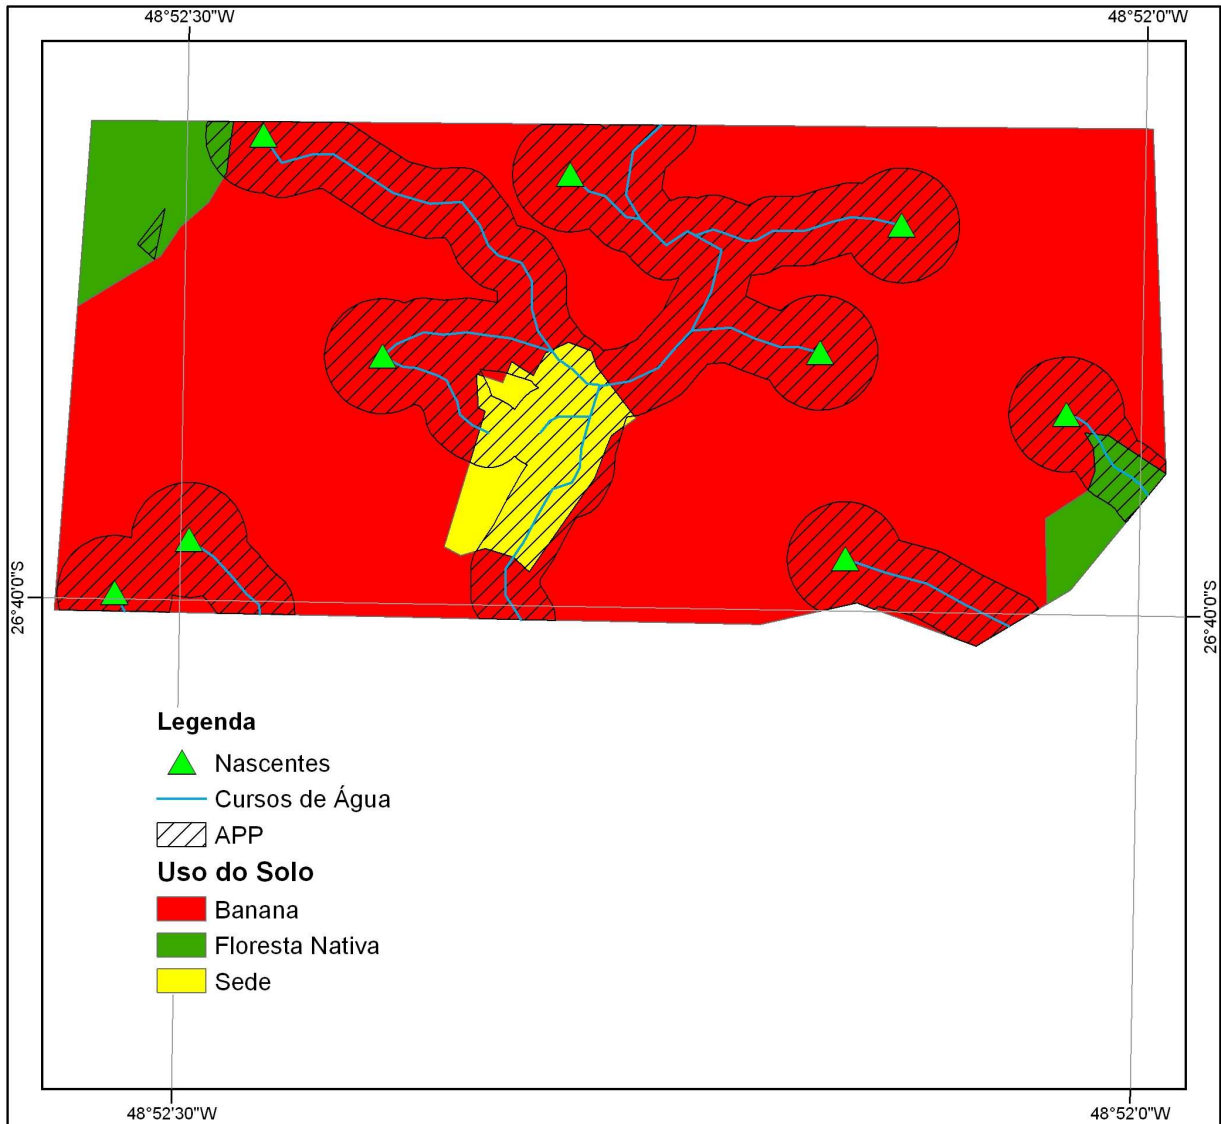 48°52'30"W
48°52'0"W
26°40'0"S
26°40'0"S
Legenda
Nascentes
Cursos de Água
APP
Uso do Solo
Banana
Floresta Nativa
Sede
48°52'30"W
48°52'0"W